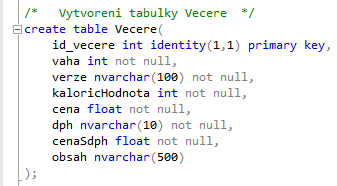 /*   Vytvoreni tabulky Vecere  */
create table Vecere(
id_vecere int identity(1,1) primary key,
vaha int not null,
verze nvarchar(100) not null,
kaloricHodnota int not null,
cena float not null,
dph nvarchar(10) not null,
cenaSdph float not null,
obsah nvarchar(500)
);